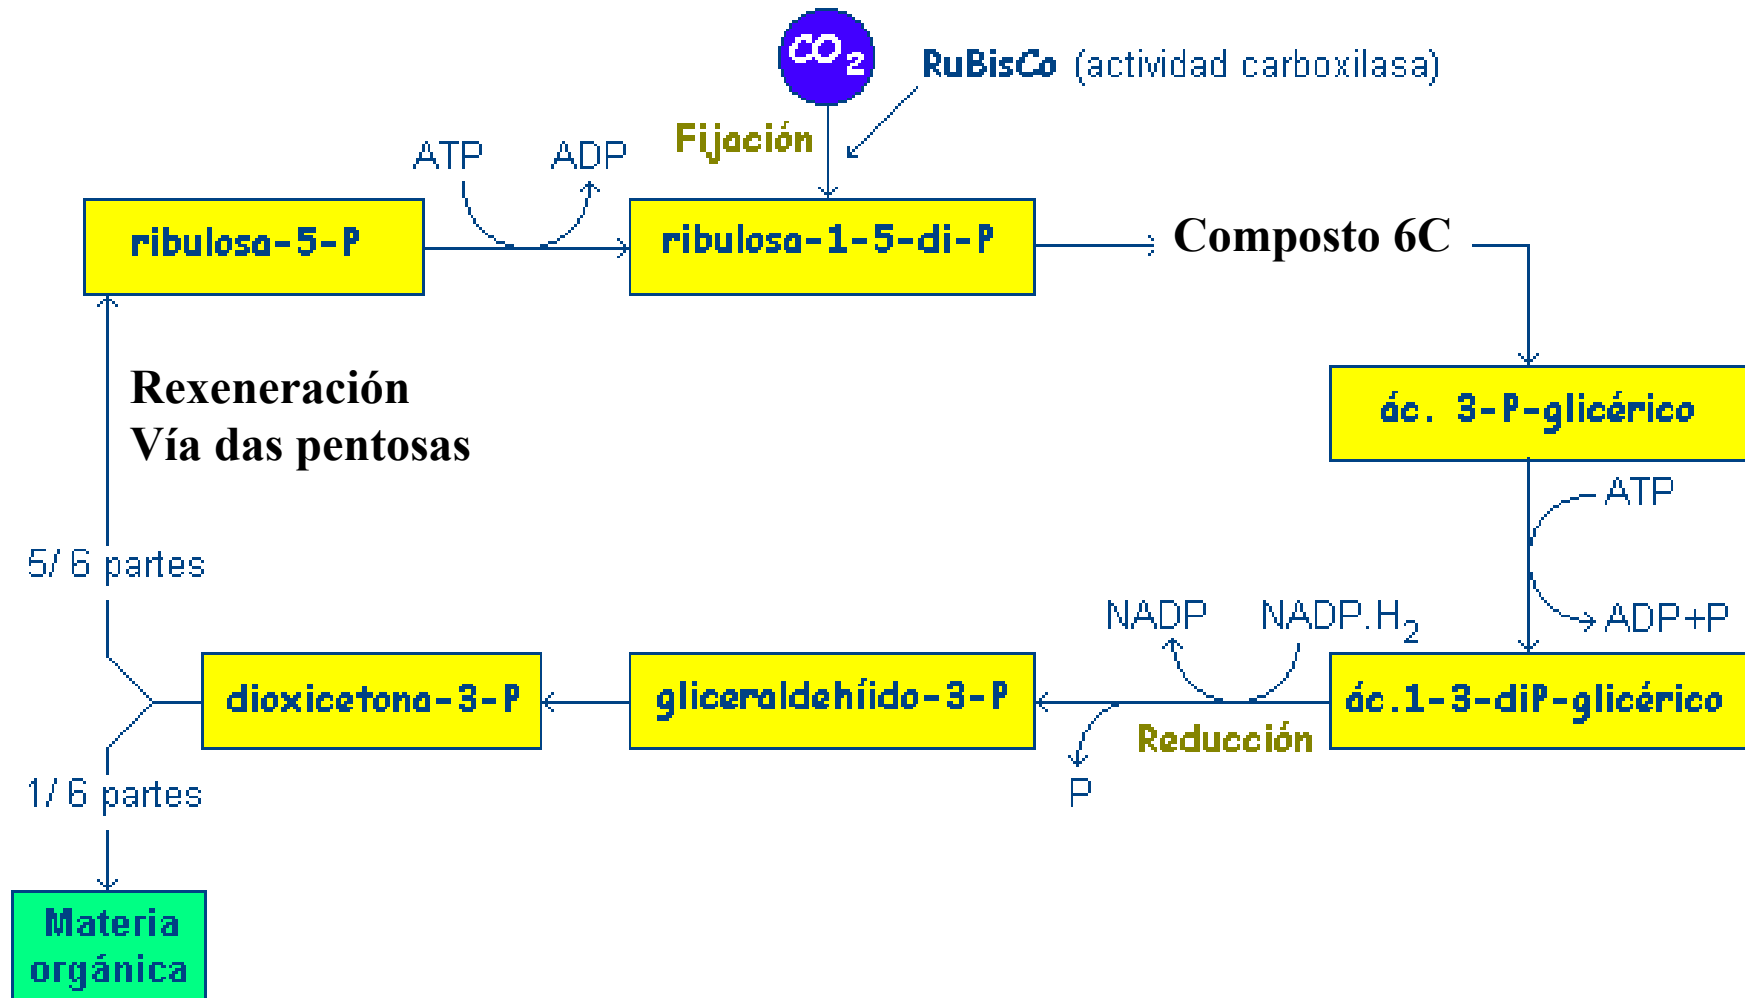 CO2
RuBisCo (actividad carboxilasa)
Fijación
ATP
ADP
ribulosa-5-P
ribulosa-1-5-di-P
Composto 6C
Rexeneración
Vía das pentosas
ác. 3-P-glicérico
ATP
ADP+P
5/ 6 partes
NADP
NADP.H2
dioxicetona-3-P
gliceraldehíido-3-P
ác.1-3-diP-glicérico
Reducción
P
1/ 6 partes
Materia
orgánica